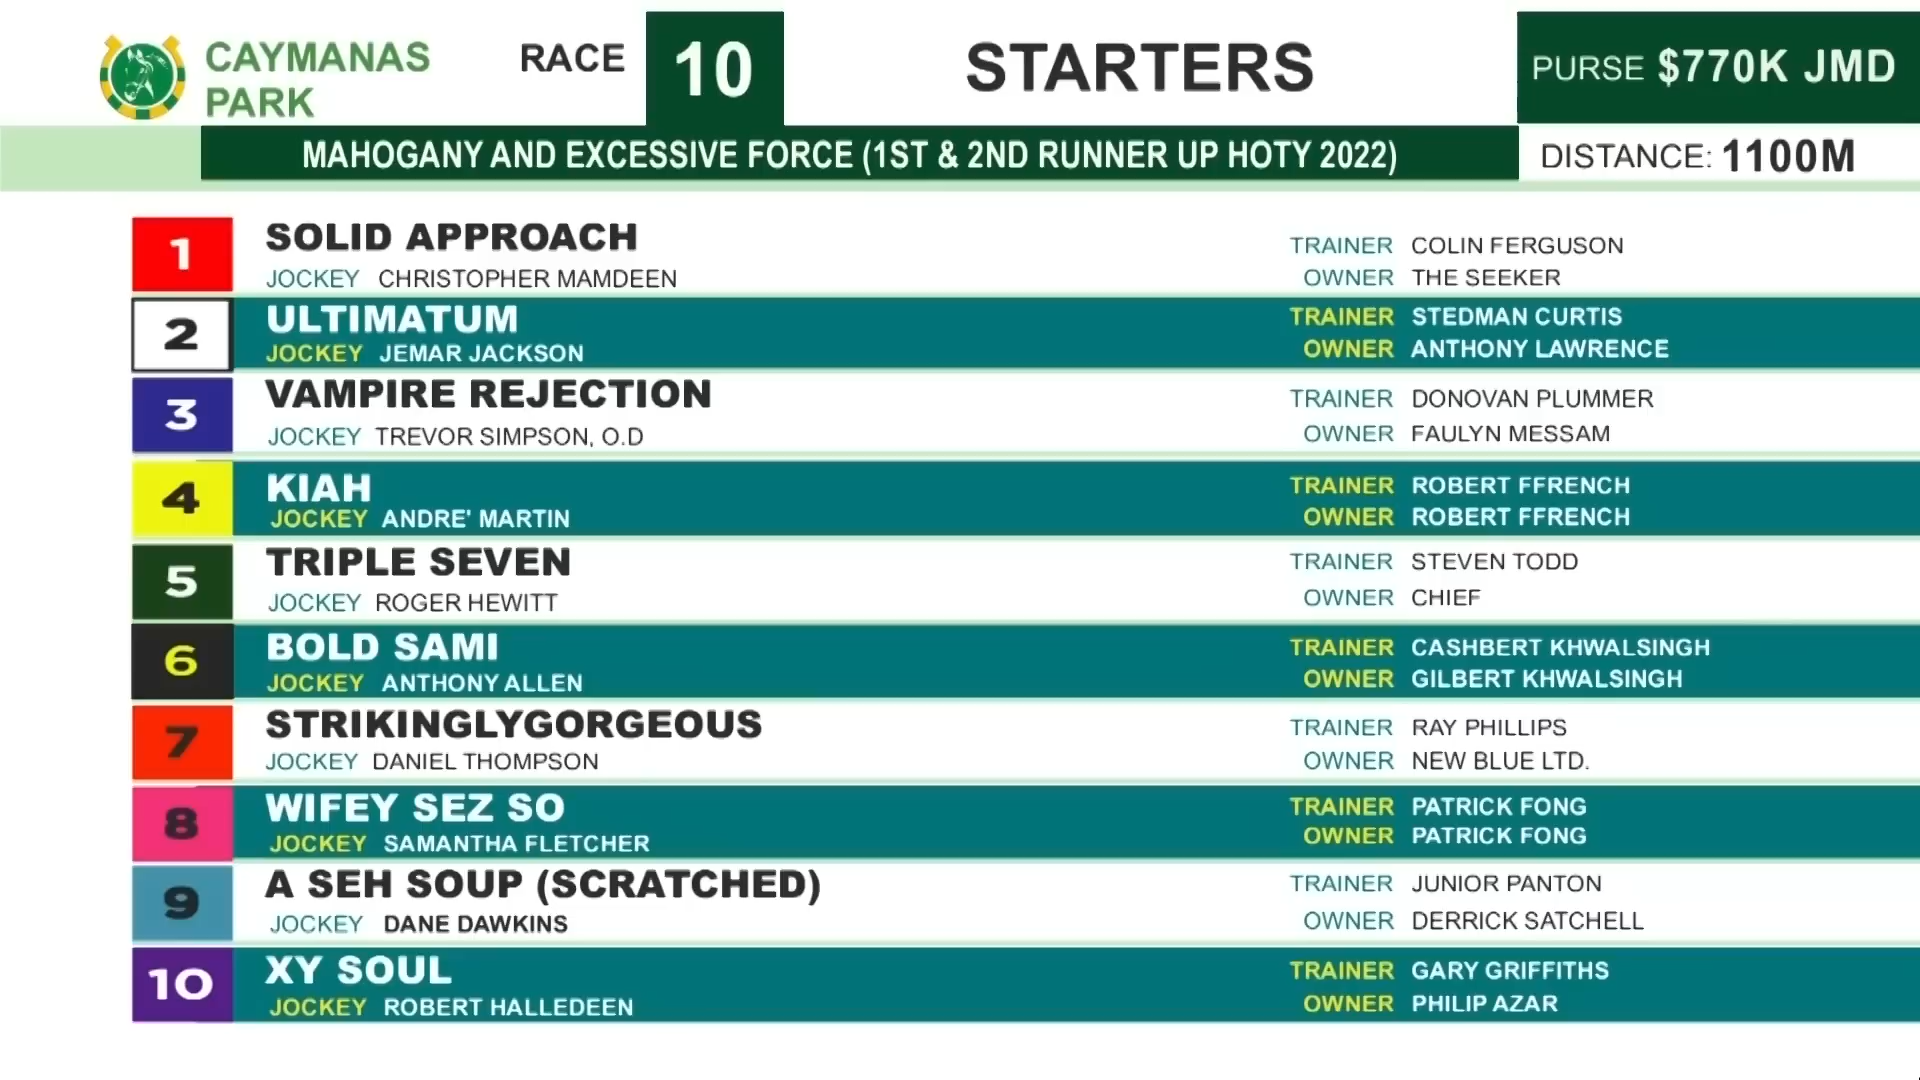 CAYMANAS PARK
RACE 10
STARTERS
PURSE $770K JMD
MAHOGANY AND EXCESSIVE FORCE (1ST & 2ND RUNNER UP HOTY 2022)
DISTANCE: 1100M
1 SOLID APPROACH
JOCKEY CHRISTOPHER MAMDEEN
TRAINER COLIN FERGUSON
OWNER THE SEEKER
2 ULTIMATUM
JOCKEY JEMAR JACKSON
TRAINER STEDMAN CURTIS
OWNER ANTHONY LAWRENCE
3 VAMPIRE REJECTION
JOCKEY TREVOR SIMPSON, O.D
TRAINER DONOVAN PLUMMER
OWNER FAULYN MESSAM
4 KIAH
JOCKEY ANDRE' MARTIN
TRAINER ROBERT FFRENCH
OWNER ROBERT FFRENCH
5 TRIPLE SEVEN
JOCKEY ROGER HEWITT
TRAINER STEVEN TODD
OWNER CHIEF
6 BOLD SAMI
JOCKEY ANTHONY ALLEN
TRAINER CASHBERT KHWALSINGH
OWNER GILBERT KHWALSINGH
7 STRIKINGLYGORGEOUS
JOCKEY DANIEL THOMPSON
TRAINER RAY PHILLIPS
OWNER NEW BLUE LTD.
8 WIFEY SEZ SO
JOCKEY SAMANTHA FLETCHER
TRAINER PATRICK FONG
OWNER PATRICK FONG
9 A SEH SOUP (SCRATCHED)
JOCKEY DANE DAWKINS
TRAINER JUNIOR PANTON
OWNER DERRICK SATCHELL
10 XY SOUL
JOCKEY ROBERT HALLEDEEN
TRAINER GARY GRIFFITHS
OWNER PHILIP AZAR